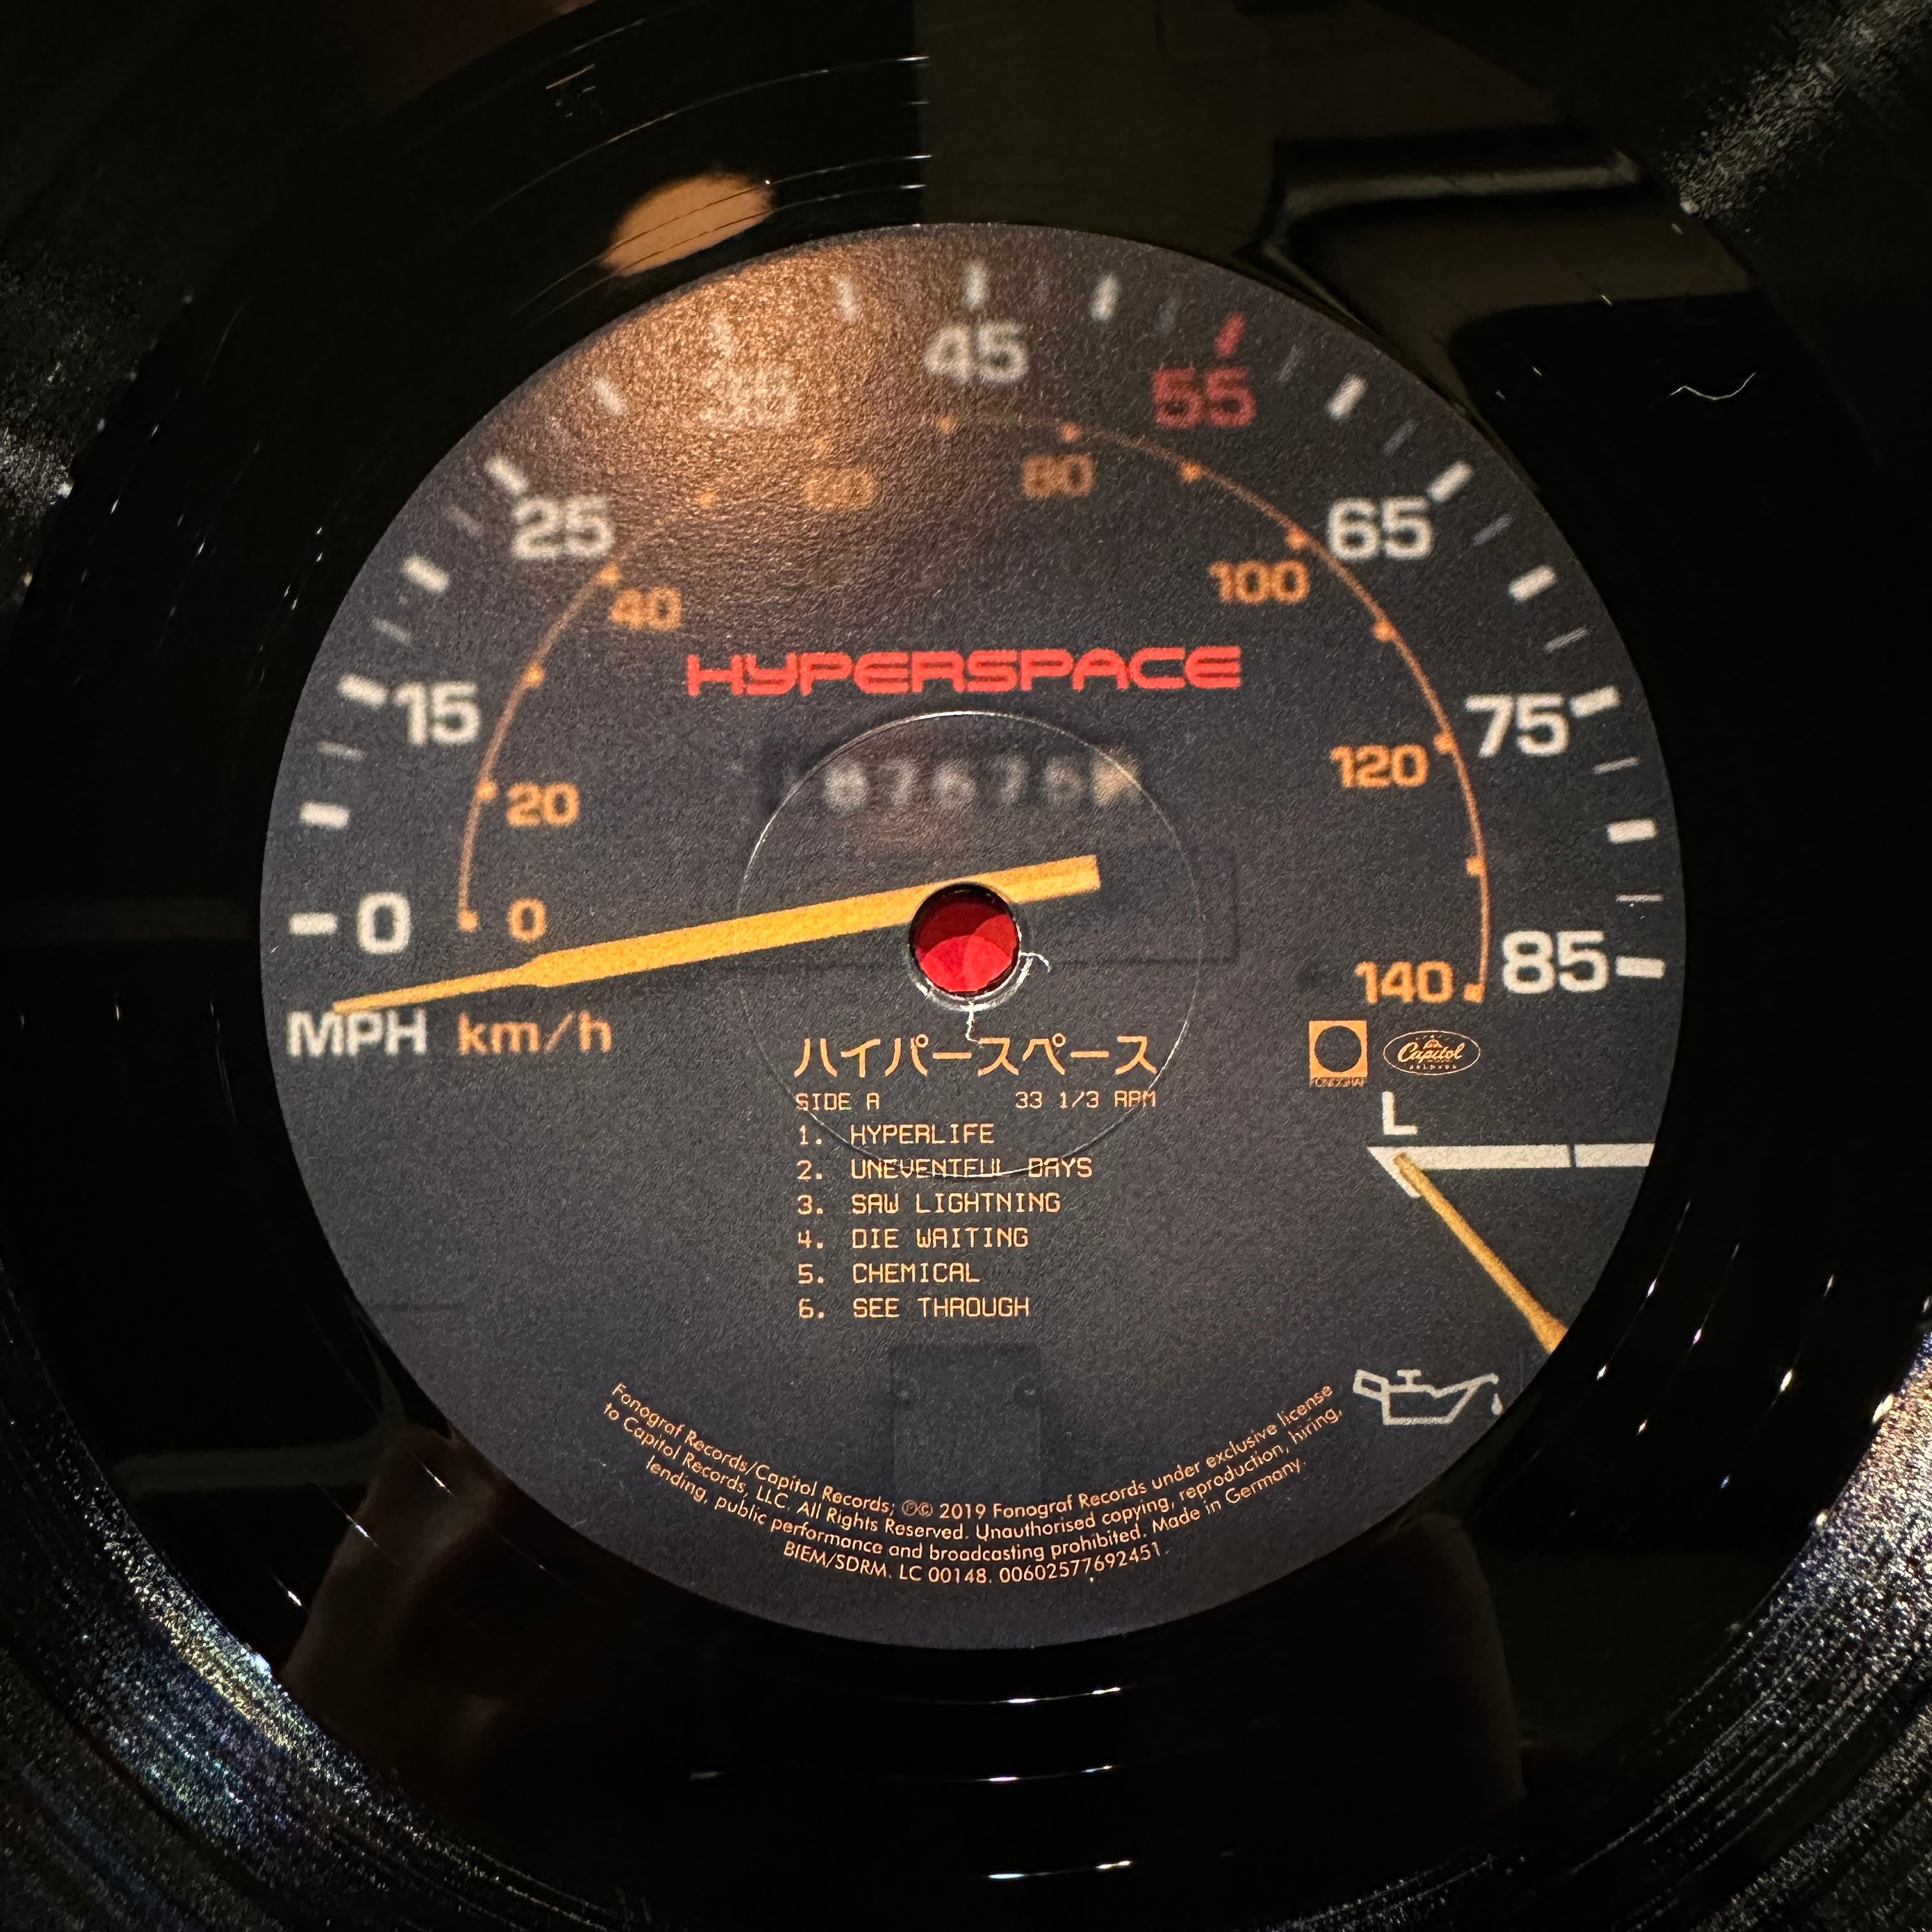 45
35
55
25
65
60
80
40
100
HYPERSPACE
15
75
120
20
0
0
140
85
MPH km/h
ハイパースペース
FONOGRAF
Capitol
RECORDS
SIDE A 33 1/3 RPM
L
1. HYPERLIFE
2. UNEVENTFUL DAYS
3. SAW LIGHTNING
4. DIE WAITING
5. CHEMICAL
6. SEE THROUGH
Fonograf Records/Capitol Records; ℗© 2019 Fonograf Records under exclusive license
to Capitol Records, LLC. All Rights Reserved. Unauthorised copying, reproduction, hiring,
lending, public performance and broadcasting prohibited. Made in Germany.
BIEM/SDRM. LC 00148. 00602577692451.